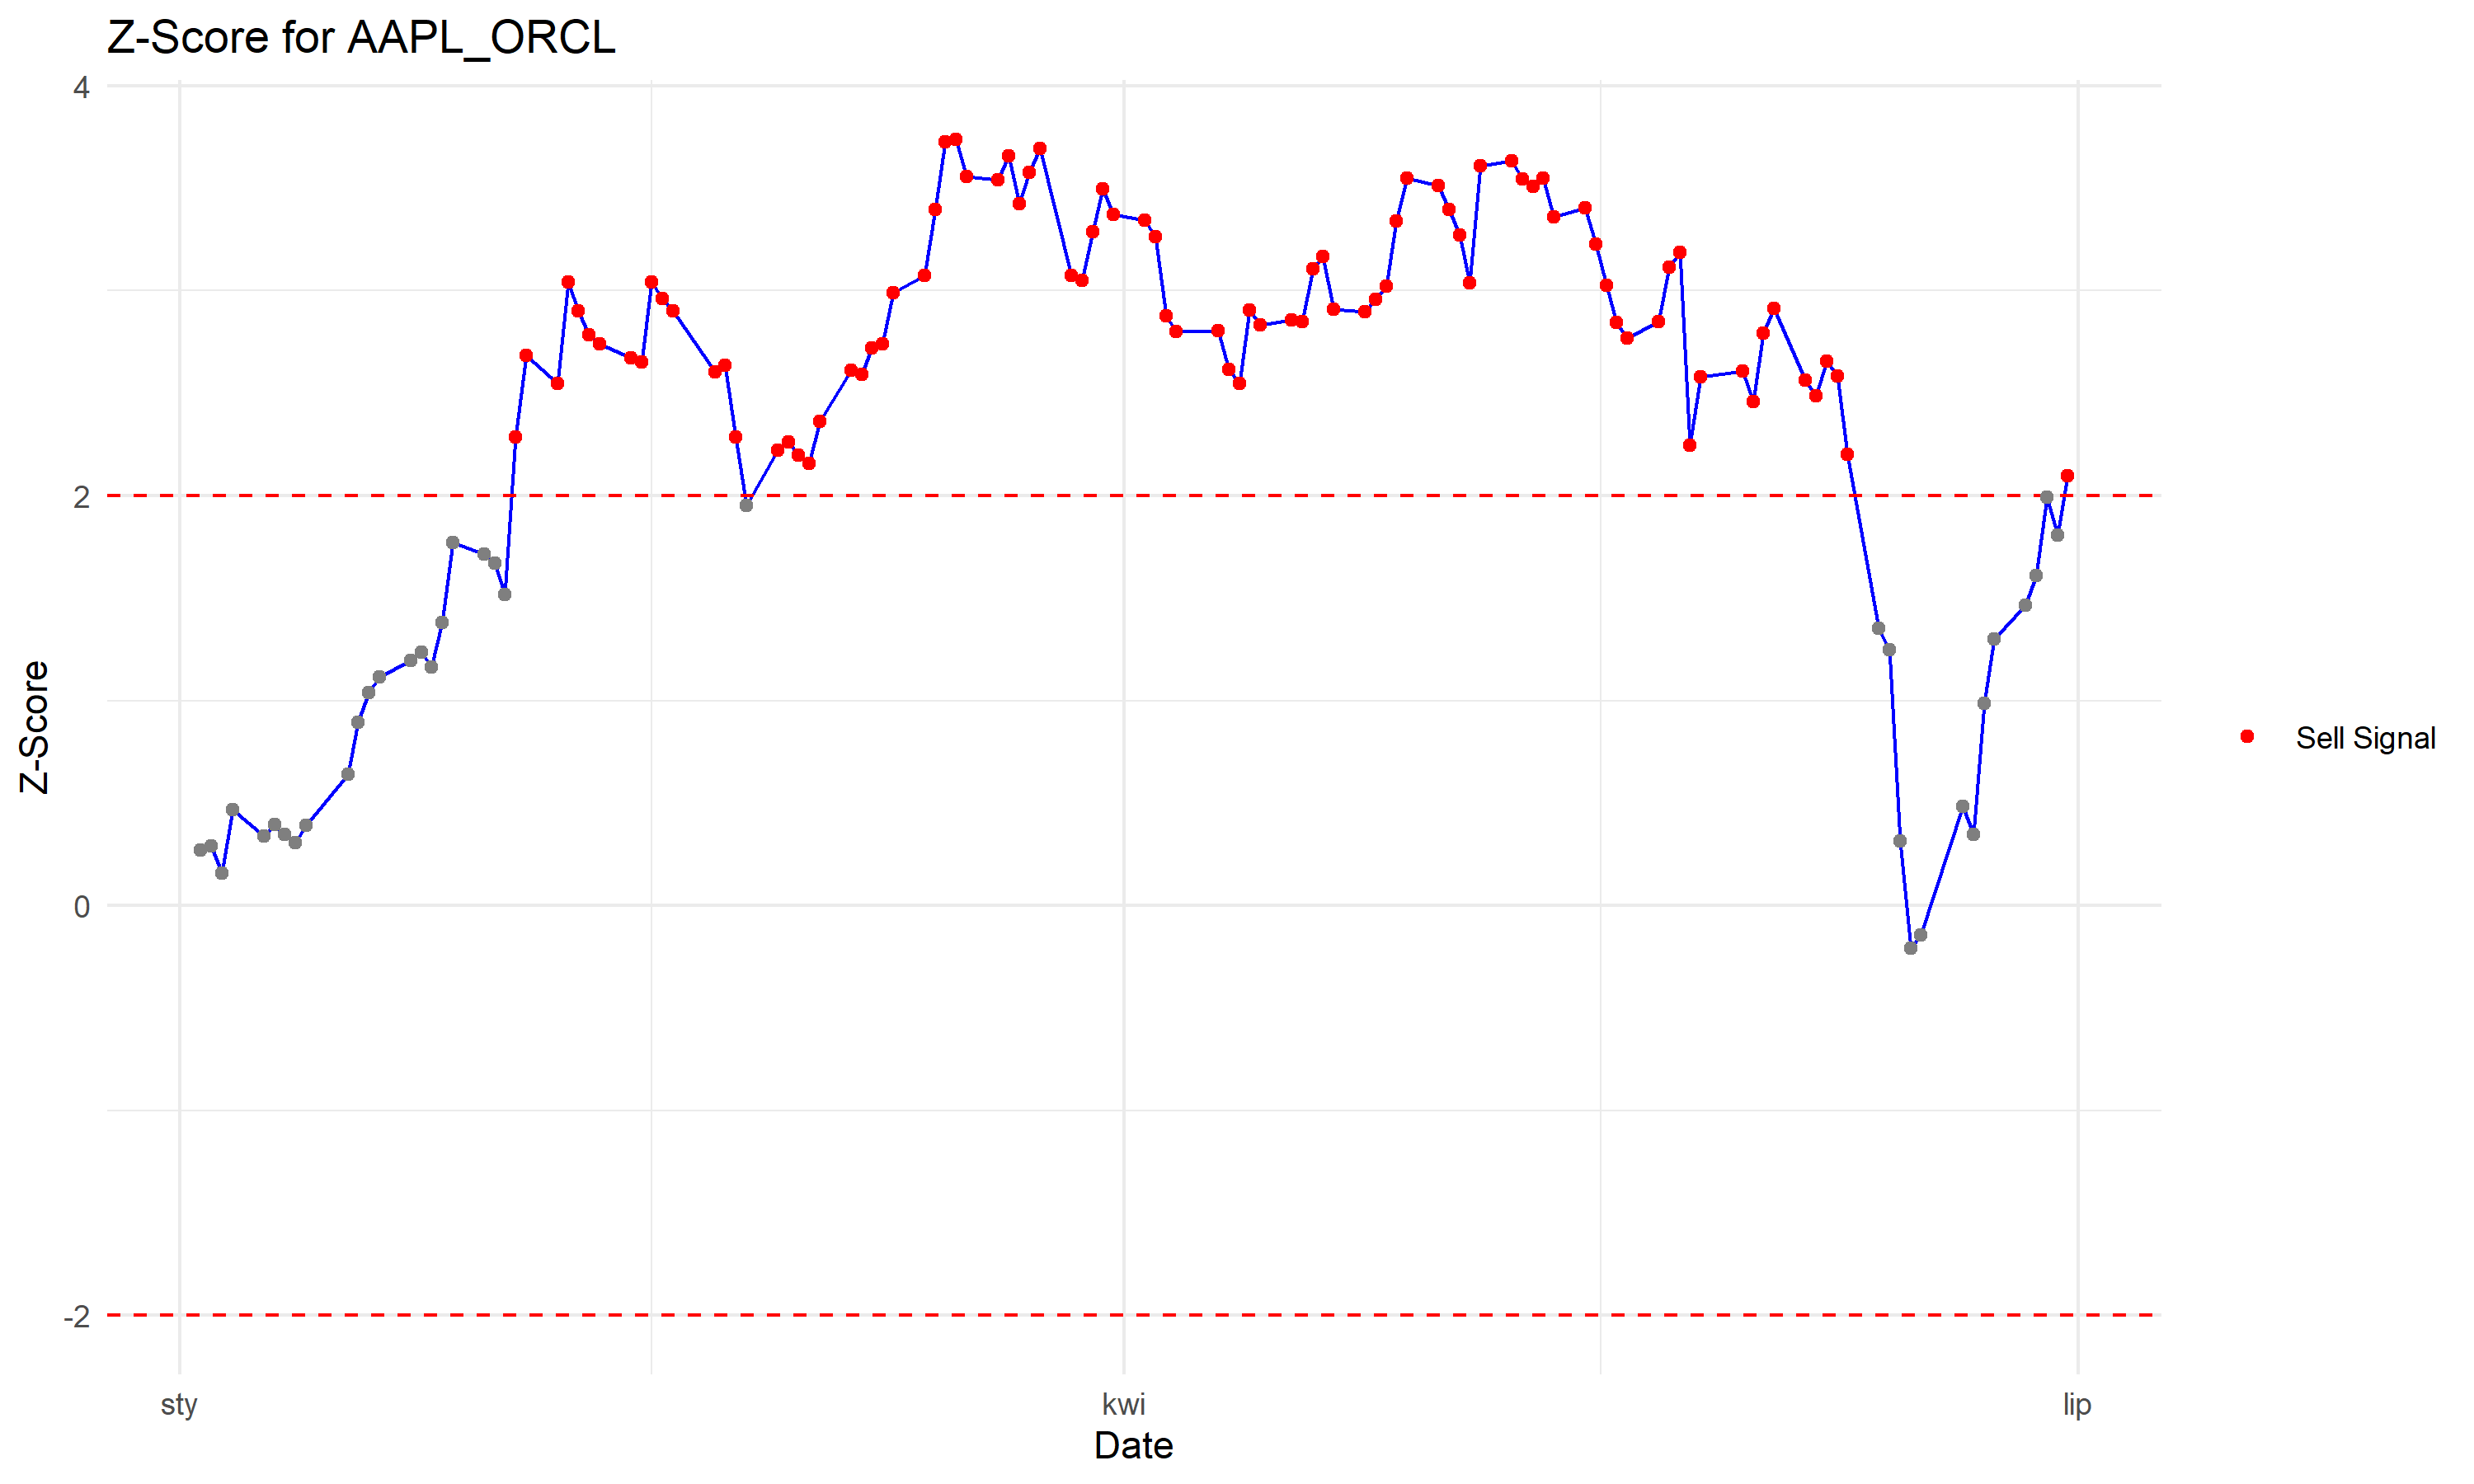 Z-Score for AAPL_ORCL
4
2
0
-2
Z-Score
sty
kwi
lip
Date
Sell Signal